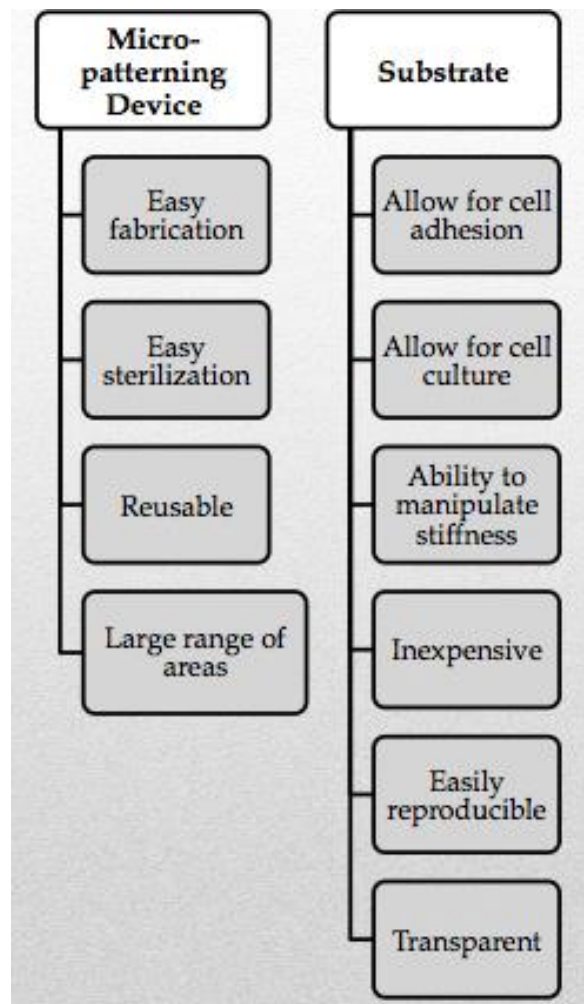 Micro-
patterning
Device
Easy
fabrication
Easy
sterilization
Reusable
Large range of
areas
Substrate
Allow for cell
adhesion
Allow for cell
culture
Ability to
manipulate
stiffness
Inexpensive
Easily
reproducible
Transparent